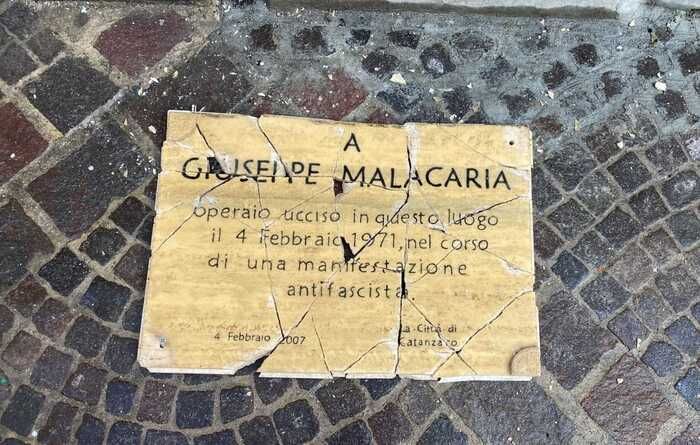 A
GIUSEPPE MALACARIA
operaio ucciso in questo luogo
il 4 Febbraio 1971, nel corso
di una manifestazione
antifascista.
4 Febbraio 2007
La Città di
Catanzaro